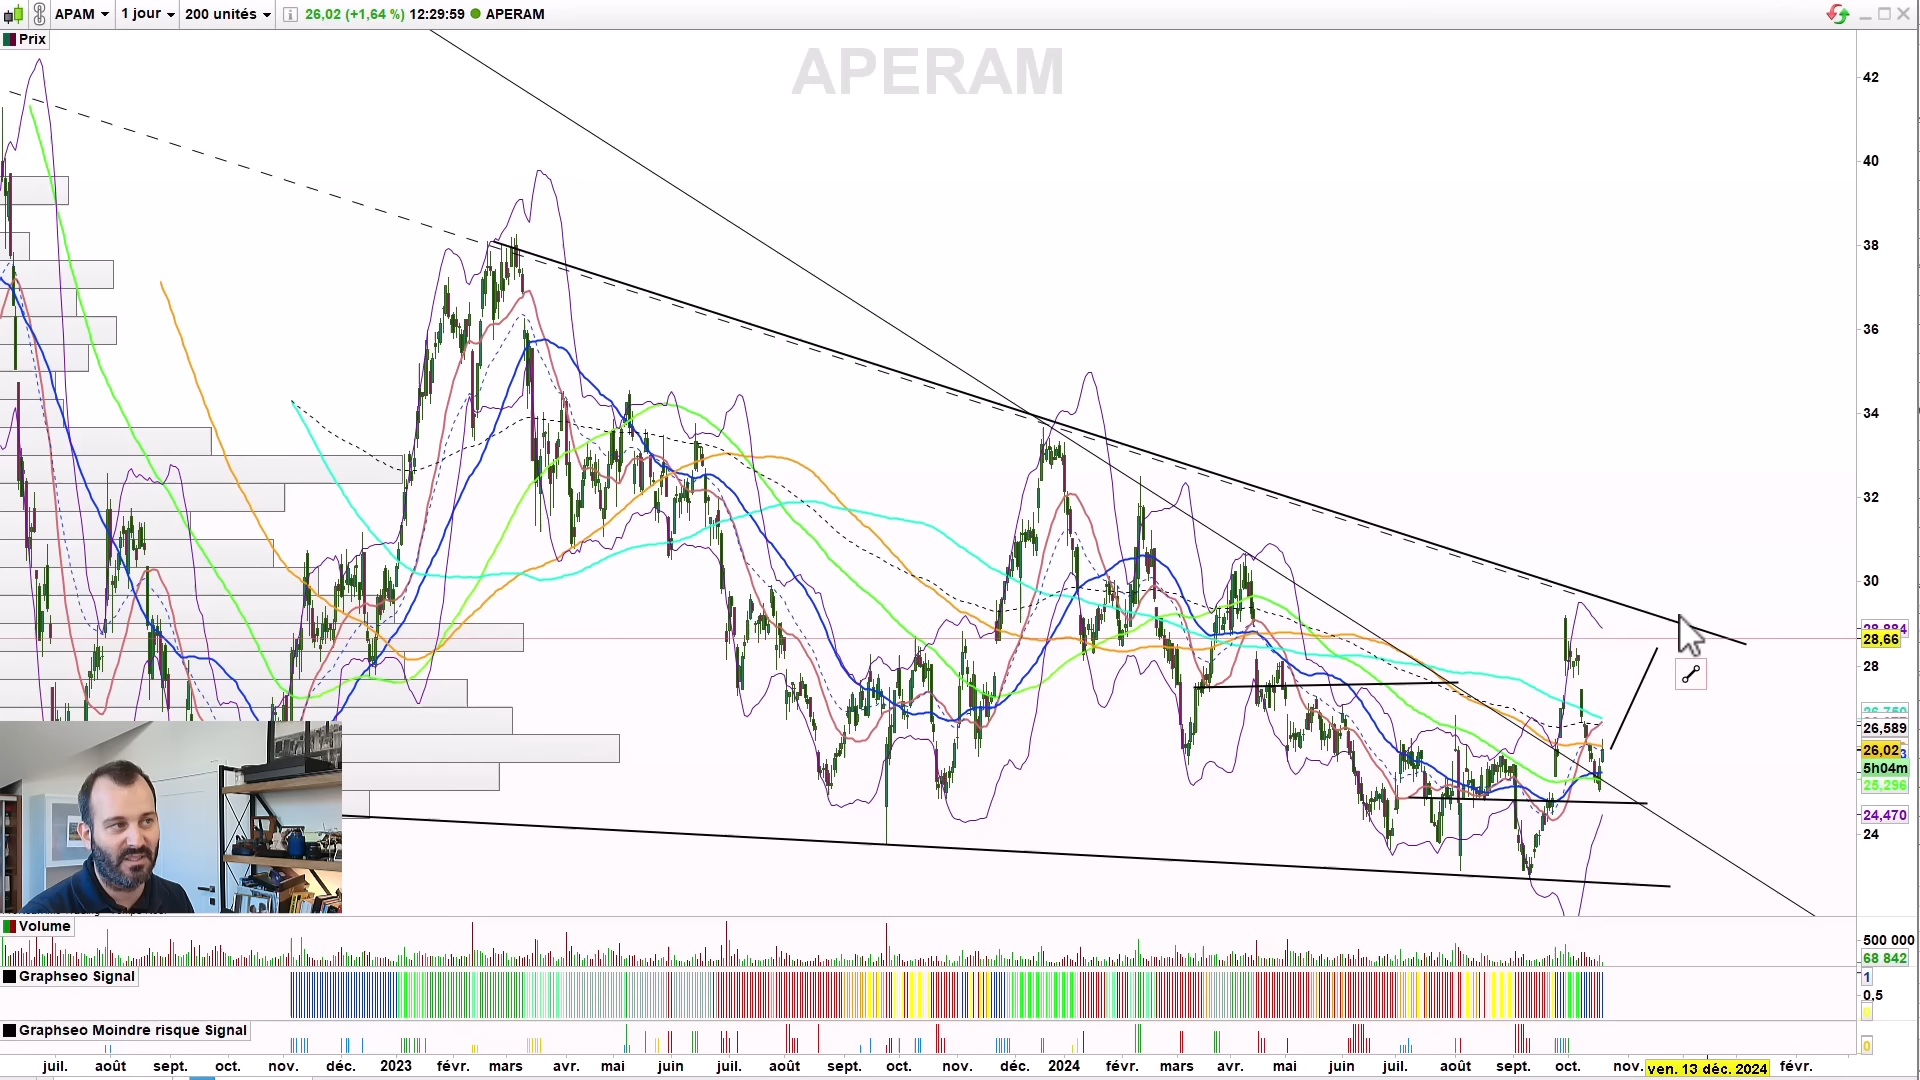 APAM 1 jour 200 unités 26,02 (+1,64 %) 12:29:59 APERAM
Prix
APERAM
42
40
38
36
34
32
30
28,66
28
26,589
26,02
5h04m
25,296
24,470
24
Volume
500 000
68 842
Graphseo Signal
1
0,5
0
Graphseo Moindre risque Signal
0
juil. août sept. oct. nov. déc. 2023 févr. mars avr. mai juin juil. août sept. oct. nov. déc. 2024 févr. mars avr. mai juin juil. août sept. oct. nov. ven. 13 déc. 2024 févr.